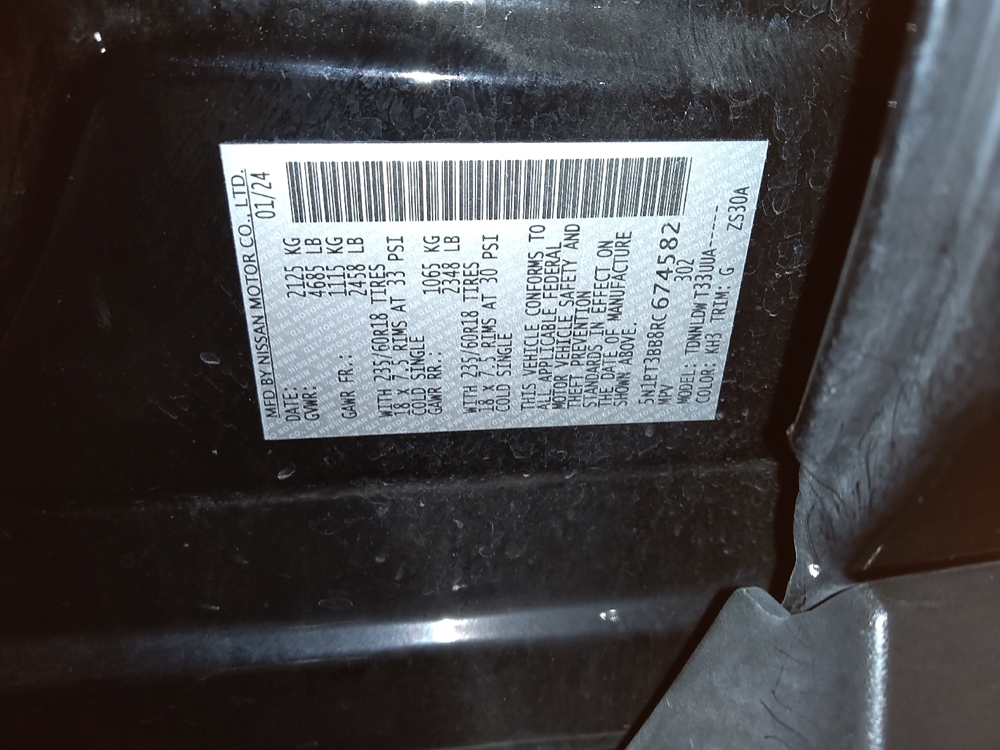 MFD.BY NISSAN MOTOR CO., LTD.
DATE: 01/24
GVWR: 2125 KG
4685 LB
GAWR FR.: 1115 KG
2458 LB
WITH 235/60R18 TIRES
18 X 7.5 RIMS AT 33 PSI
COLD SINGLE
GAWR RR.: 1065 KG
2348 LB
WITH 235/60R18 TIRES
18 X 7.5 RIMS AT 30 PSI
COLD SINGLE
THIS VEHICLE CONFORMS TO
ALL APPLICABLE FEDERAL
MOTOR VEHICLE SAFETY AND
THEFT PREVENTION
STANDARDS IN EFFECT ON
THE DATE OF MANUFACTURE
SHOWN ABOVE.
5N1BT3BB8RC674582
MPV 302
MODEL: TDNNLDW T33UUA------
COLOR: KH3 TRIM: G ZS30A